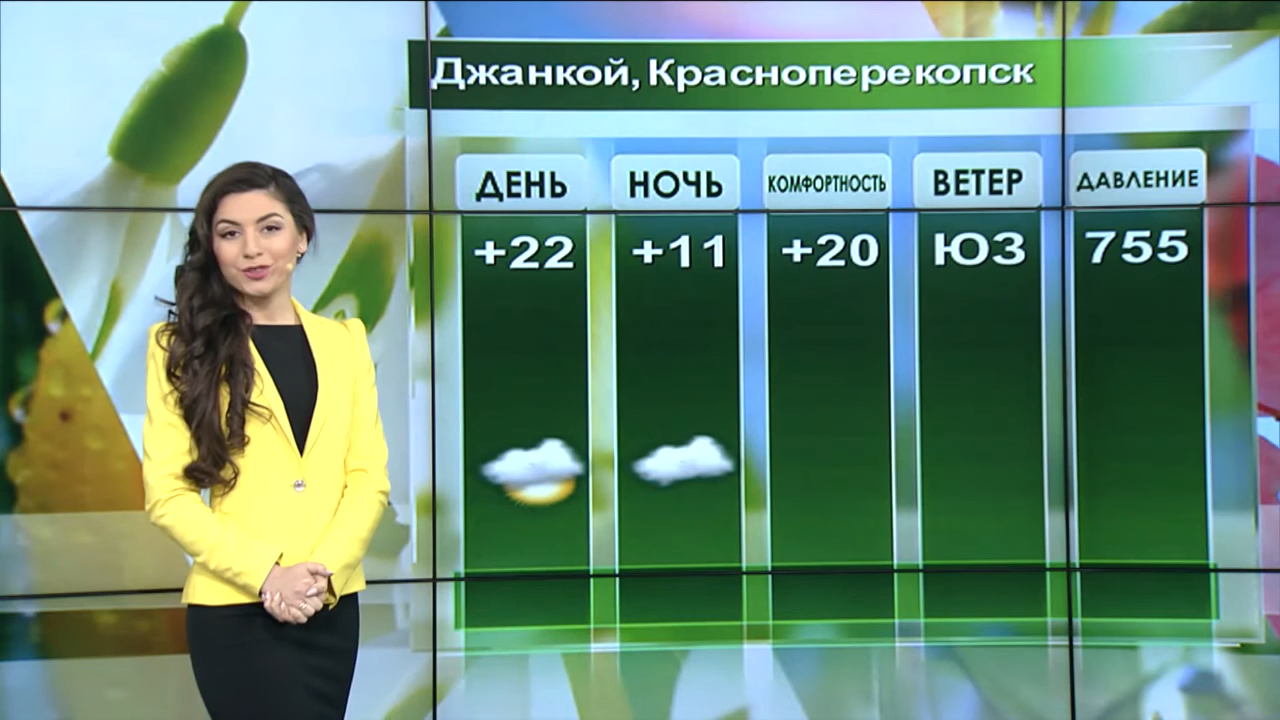 Джанкой, Красноперекопск
ДЕНЬ НОЧЬ КОМФОРТНОСТЬ ВЕТЕР ДАВЛЕНИЕ
+22 +11 +20 ЮЗ 755